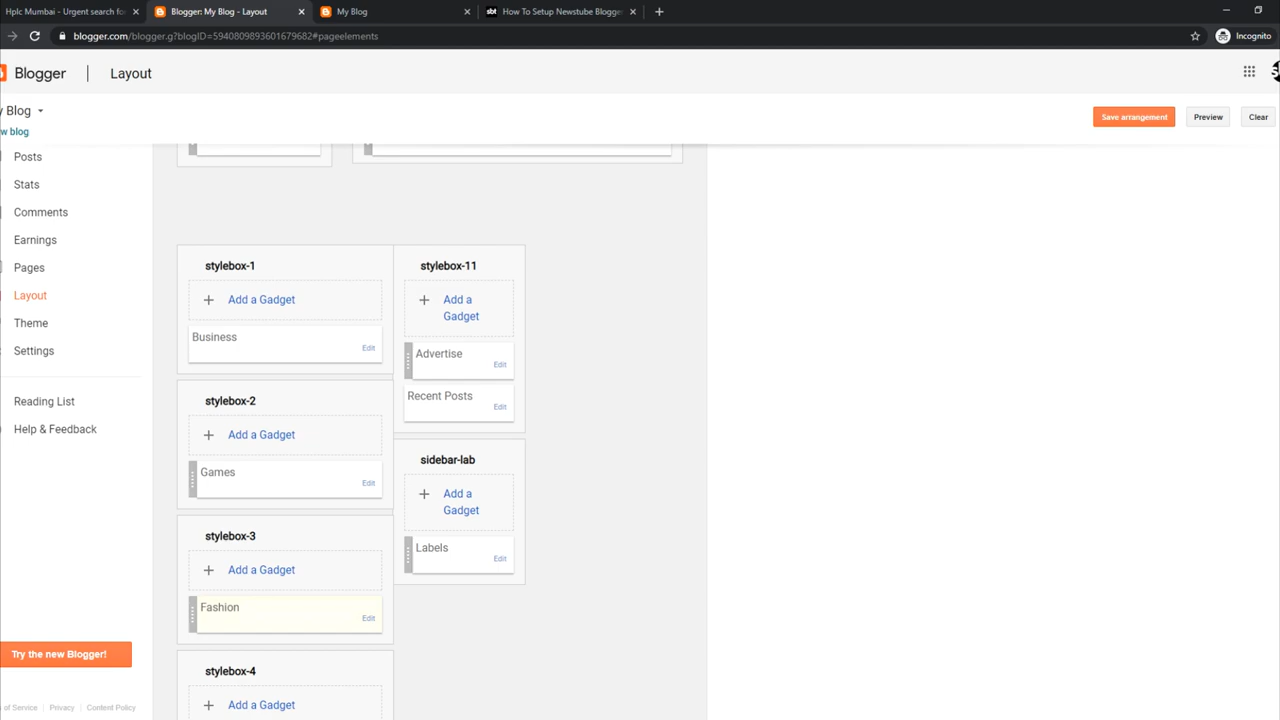 Hplc Mumbai - Urgent search fo
Blogger: My Blog - Layout
My Blog
How To Setup Newstube Blogger
blogger.com/blogger.g?blogID=5940809893601679682#pageelements
Incognito
Blogger
Layout
y Blog
w blog
Save arrangement
Preview
Clear
Posts
Stats
Comments
Earnings
Pages
Layout
Theme
Settings
Reading List
Help & Feedback
Try the new Blogger!
of Service | Privacy | Content Policy
stylebox-1
+ Add a Gadget
Business
Edit
stylebox-2
+ Add a Gadget
Games
Edit
stylebox-3
+ Add a Gadget
Fashion
Edit
stylebox-4
+ Add a Gadget
stylebox-11
+ Add a
Gadget
Advertise
Edit
Recent Posts
Edit
sidebar-lab
+ Add a
Gadget
Labels
Edit